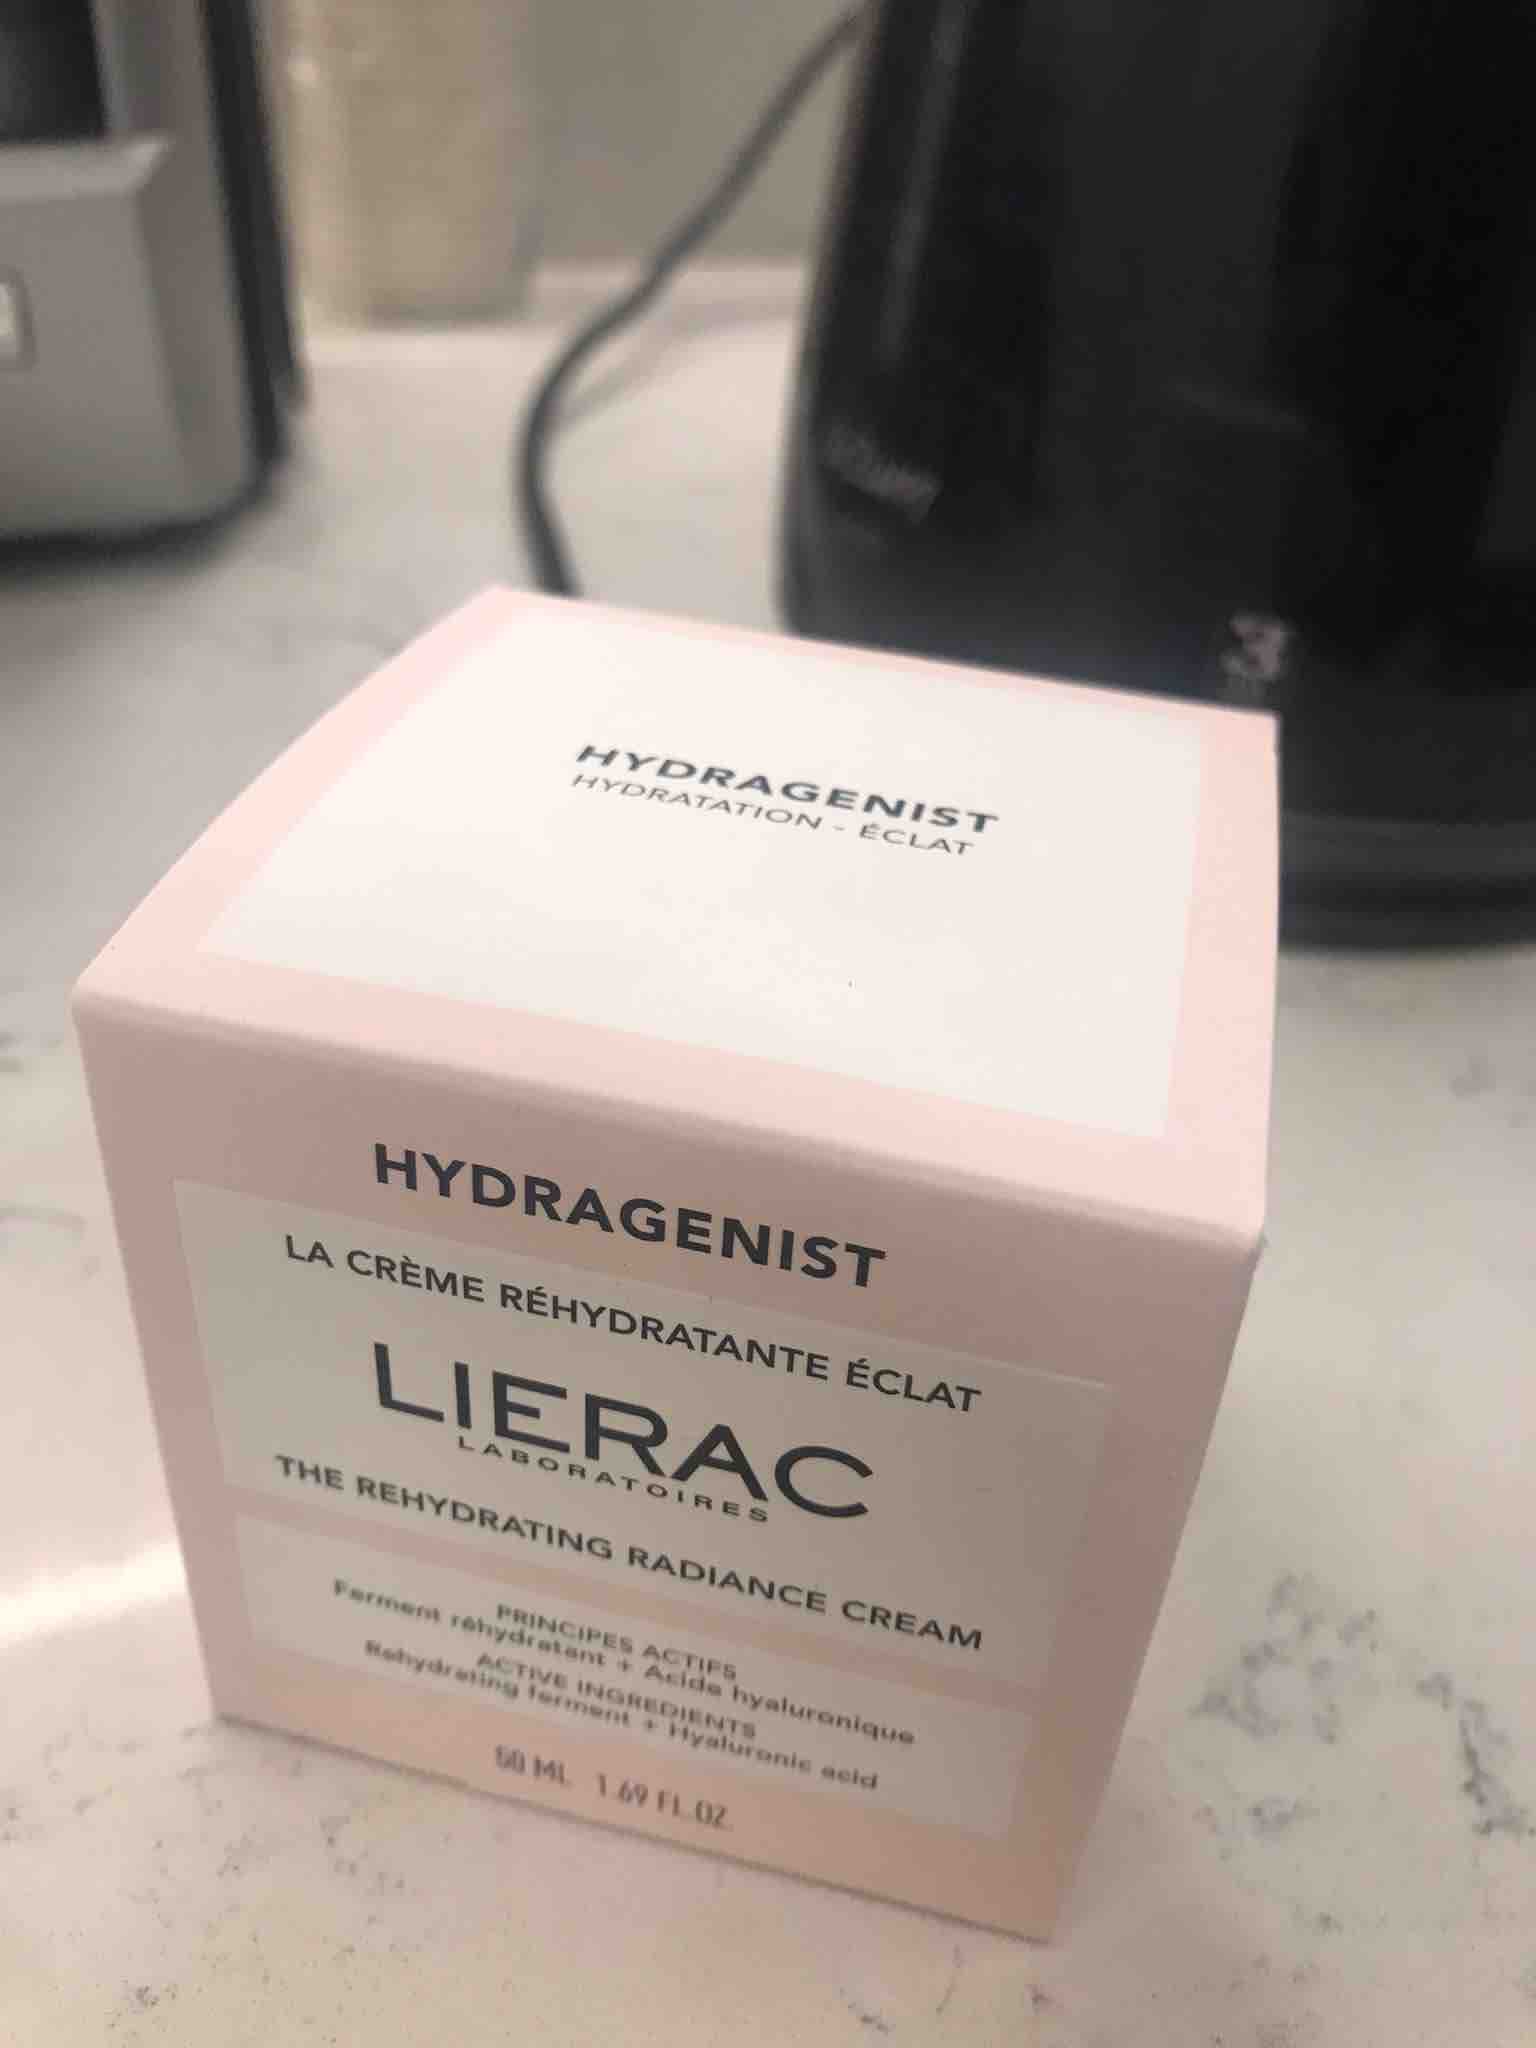 HYDRAGENIST
HYDRATATION - ÉCLAT
HYDRAGENIST
LA CRÈME RÉHYDRATANTE ÉCLAT
LIERAC
LABORATOIRES
THE REHYDRATING RADIANCE CREAM
PRINCIPES ACTIFS
Ferment réhydratant + Acide hyaluronique
ACTIVE INGREDIENTS
Rehydrating ferment + Hyaluronic acid
50 ML 1.69 FL.OZ.
3